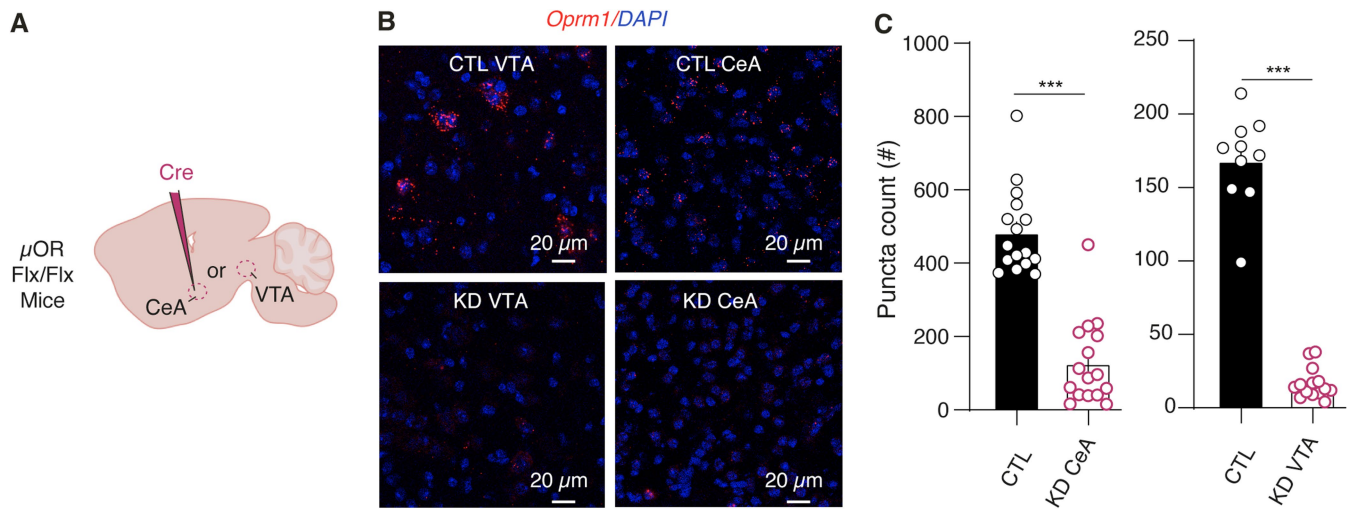 A
Cre
µOR
Flx/Flx
Mice
or
CeA
VTA
B
Oprm1/DAPI
CTL VTA
20 µm
CTL CeA
20 µm
KD VTA
20 µm
KD CeA
20 µm
C
Puncta count (#)
1000
800
600
400
200
0
***
CTL
KD CeA
250
200
150
100
50
0
***
CTL
KD VTA